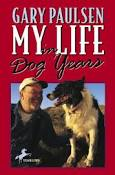 GARY PAULSEN
MY LIFE
in
Dog Years